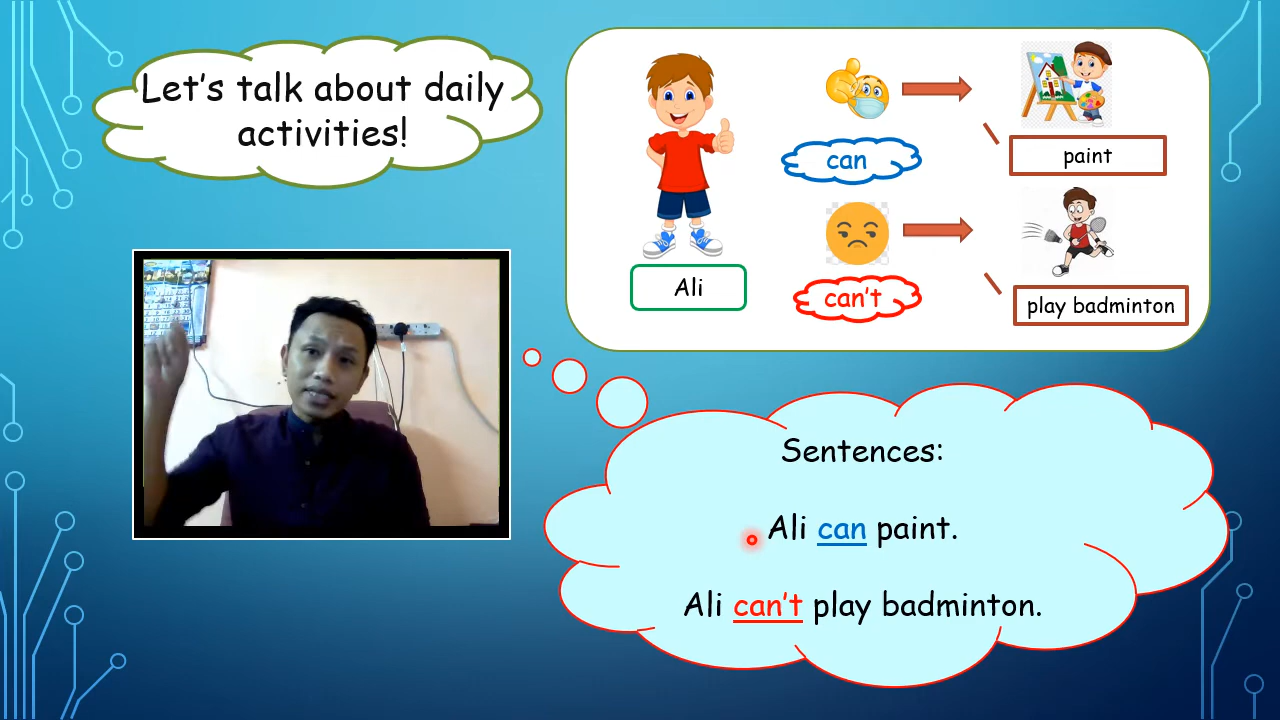 Let's talk about daily
activities!
Ali
can
paint
can't
play badminton
Sentences:
Ali can paint.
Ali can't play badminton.